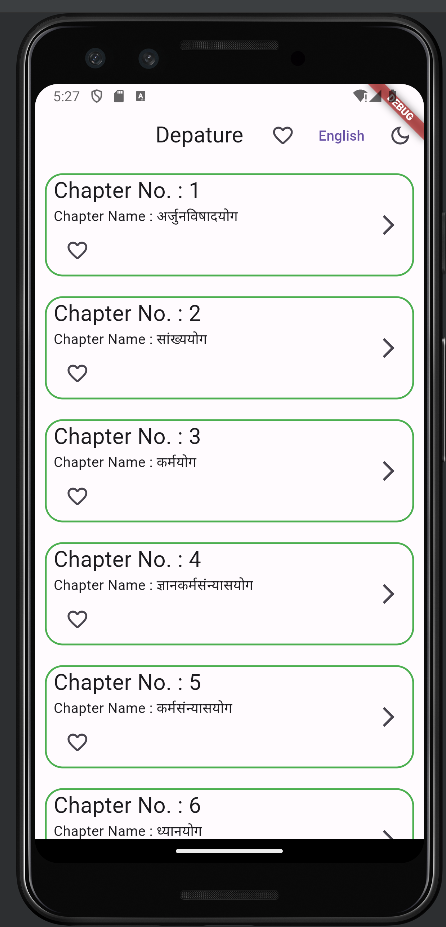 5:27
DEBUG
Depature
English
Chapter No. : 1
Chapter Name : अर्जुनविषादयोग
Chapter No. : 2
Chapter Name : सांख्ययोग
Chapter No. : 3
Chapter Name : कर्मयोग
Chapter No. : 4
Chapter Name : ज्ञानकर्मसंन्यासयोग
Chapter No. : 5
Chapter Name : कर्मसंन्यासयोग
Chapter No. : 6
Chapter Name : ध्यानयोग